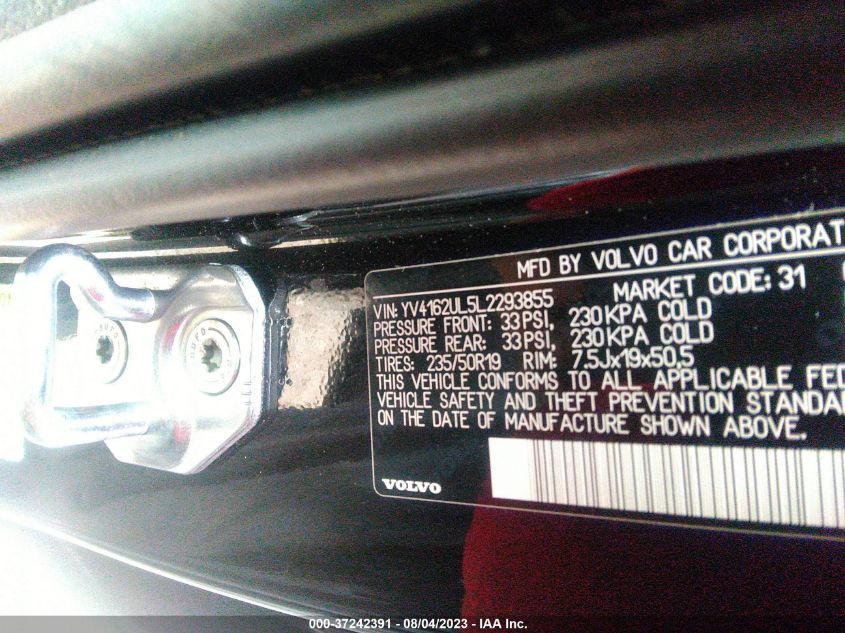 MFD BY VOLVO CAR CORPORAT
MARKET CODE: 31
VIN: YV4162UL5L2293855
PRESSURE FRONT: 33PSI, 230KPA COLD
PRESSURE REAR: 33PSI, 230KPA COLD
TIRES: 235/50R19 RIM: 7.5Jx19x50,5
THIS VEHICLE CONFORMS TO ALL APPLICABLE FED
VEHICLE SAFETY AND THEFT PREVENTION STANDA
ON THE DATE OF MANUFACTURE SHOWN ABOVE.
VOLVO
000-37242391 - 08/04/2023 - IAA Inc.